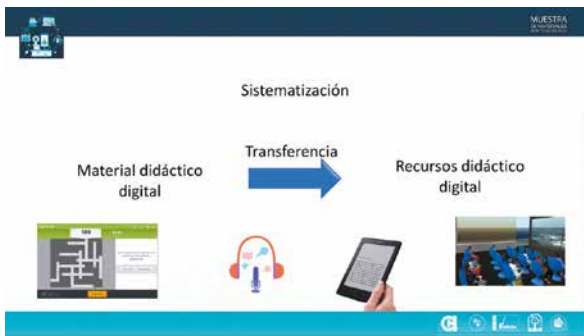 MUESTRA
Sistematización
Transferencia
Material didáctico
digital
Recursos didáctico
digital